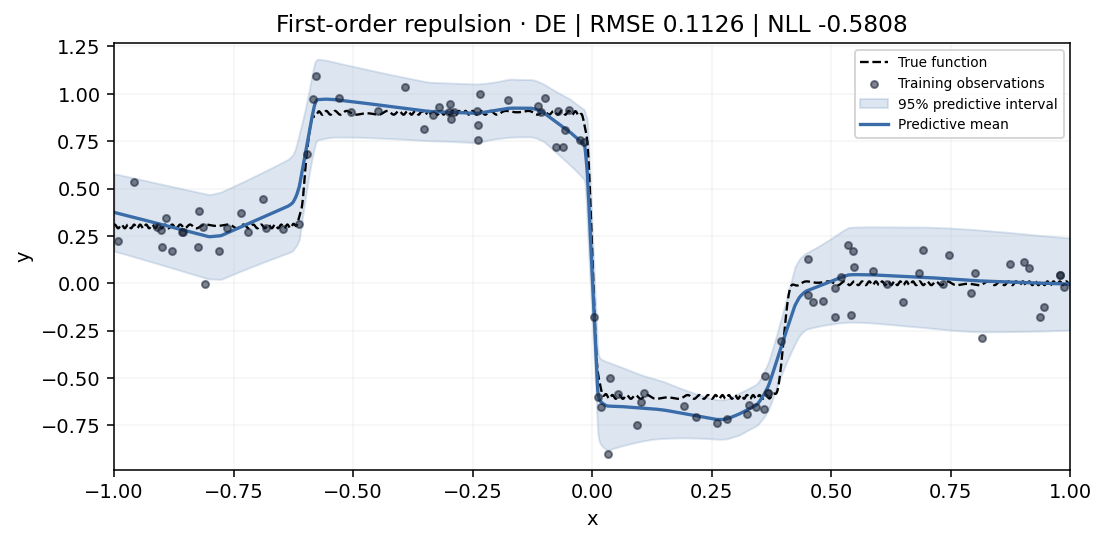 First-order repulsion · DE | RMSE 0.1126 | NLL -0.5808
True function
Training observations
95% predictive interval
Predictive mean
1.25
1.00
0.75
0.50
0.25
0.00
−0.25
−0.50
−0.75
y
−1.00 −0.75 −0.50 −0.25 0.00 0.25 0.50 0.75 1.00
x